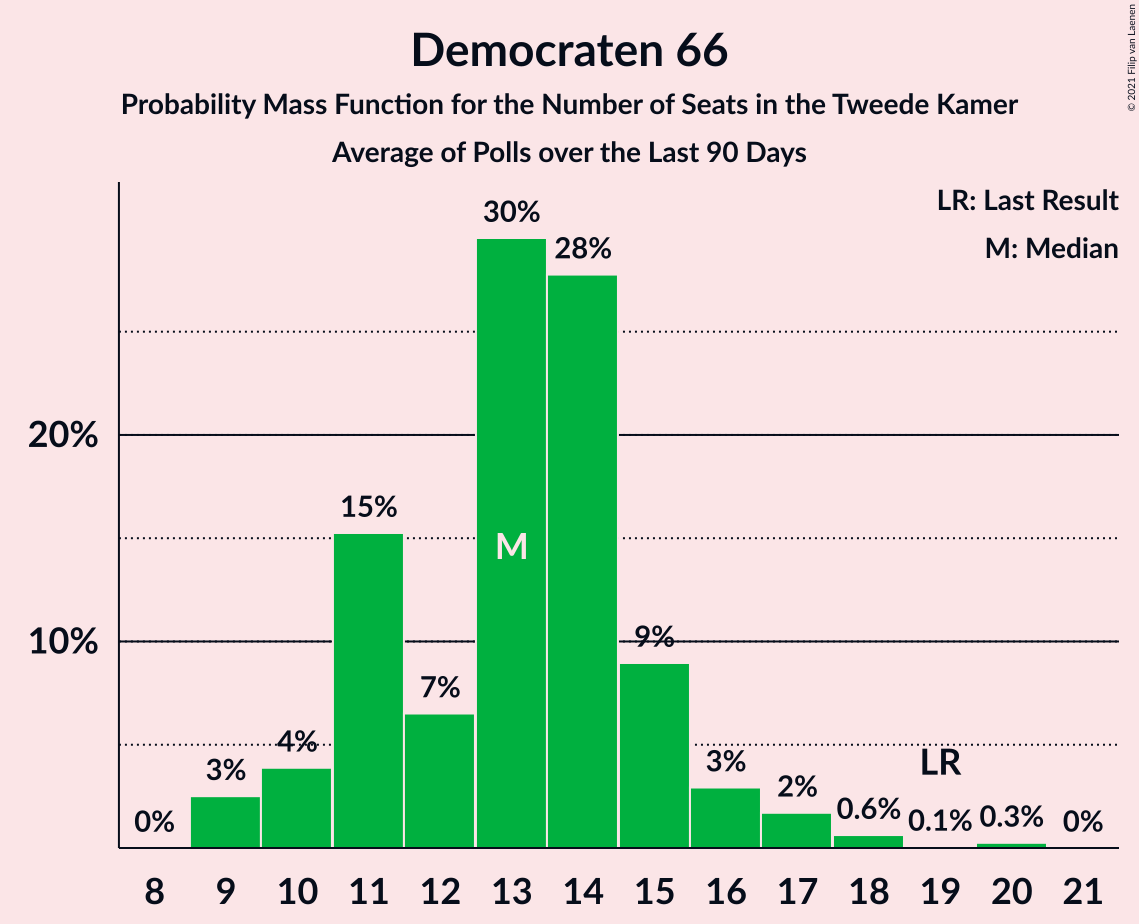 © 2021 Filip van Laenen
Democraten 66
Probability Mass Function for the Number of Seats in the Tweede Kamer
Average of Polls over the Last 90 Days
LR: Last Result
M: Median
30%
28%
20%
15%
M
10%
9%
7%
4%
3%
3%
2%
LR
0.6%
0.1%
0.3%
0%
0%
8 9 10 11 12 13 14 15 16 17 18 19 20 21